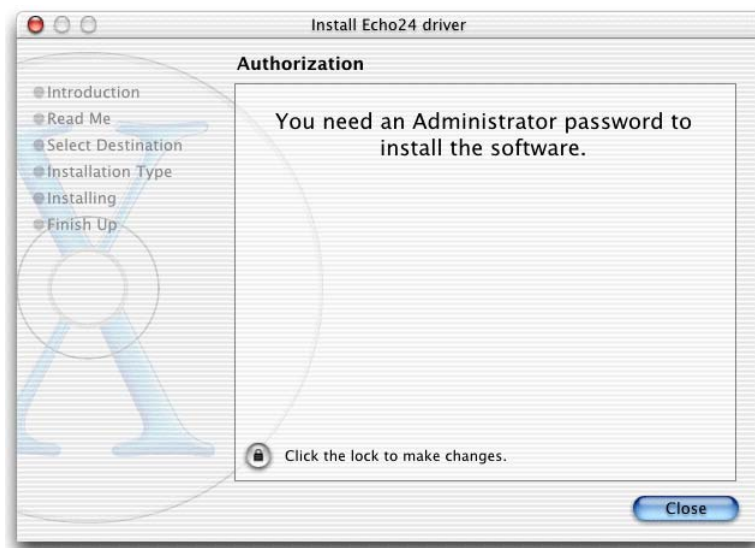 Install Echo24 driver
Authorization
Introduction
Read Me
Select Destination
Installation Type
Installing
Finish Up
You need an Administrator password to
install the software.
Click the lock to make changes.
Close